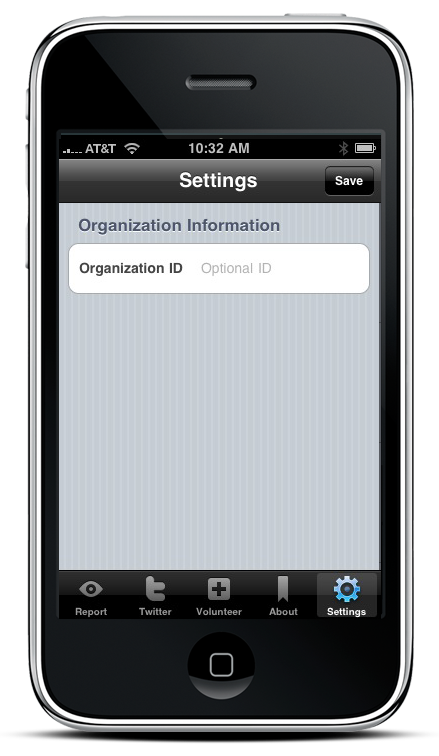 AT&T 10:32 AM
Settings Save
Organization Information
Organization ID Optional ID
Report Twitter Volunteer About Settings